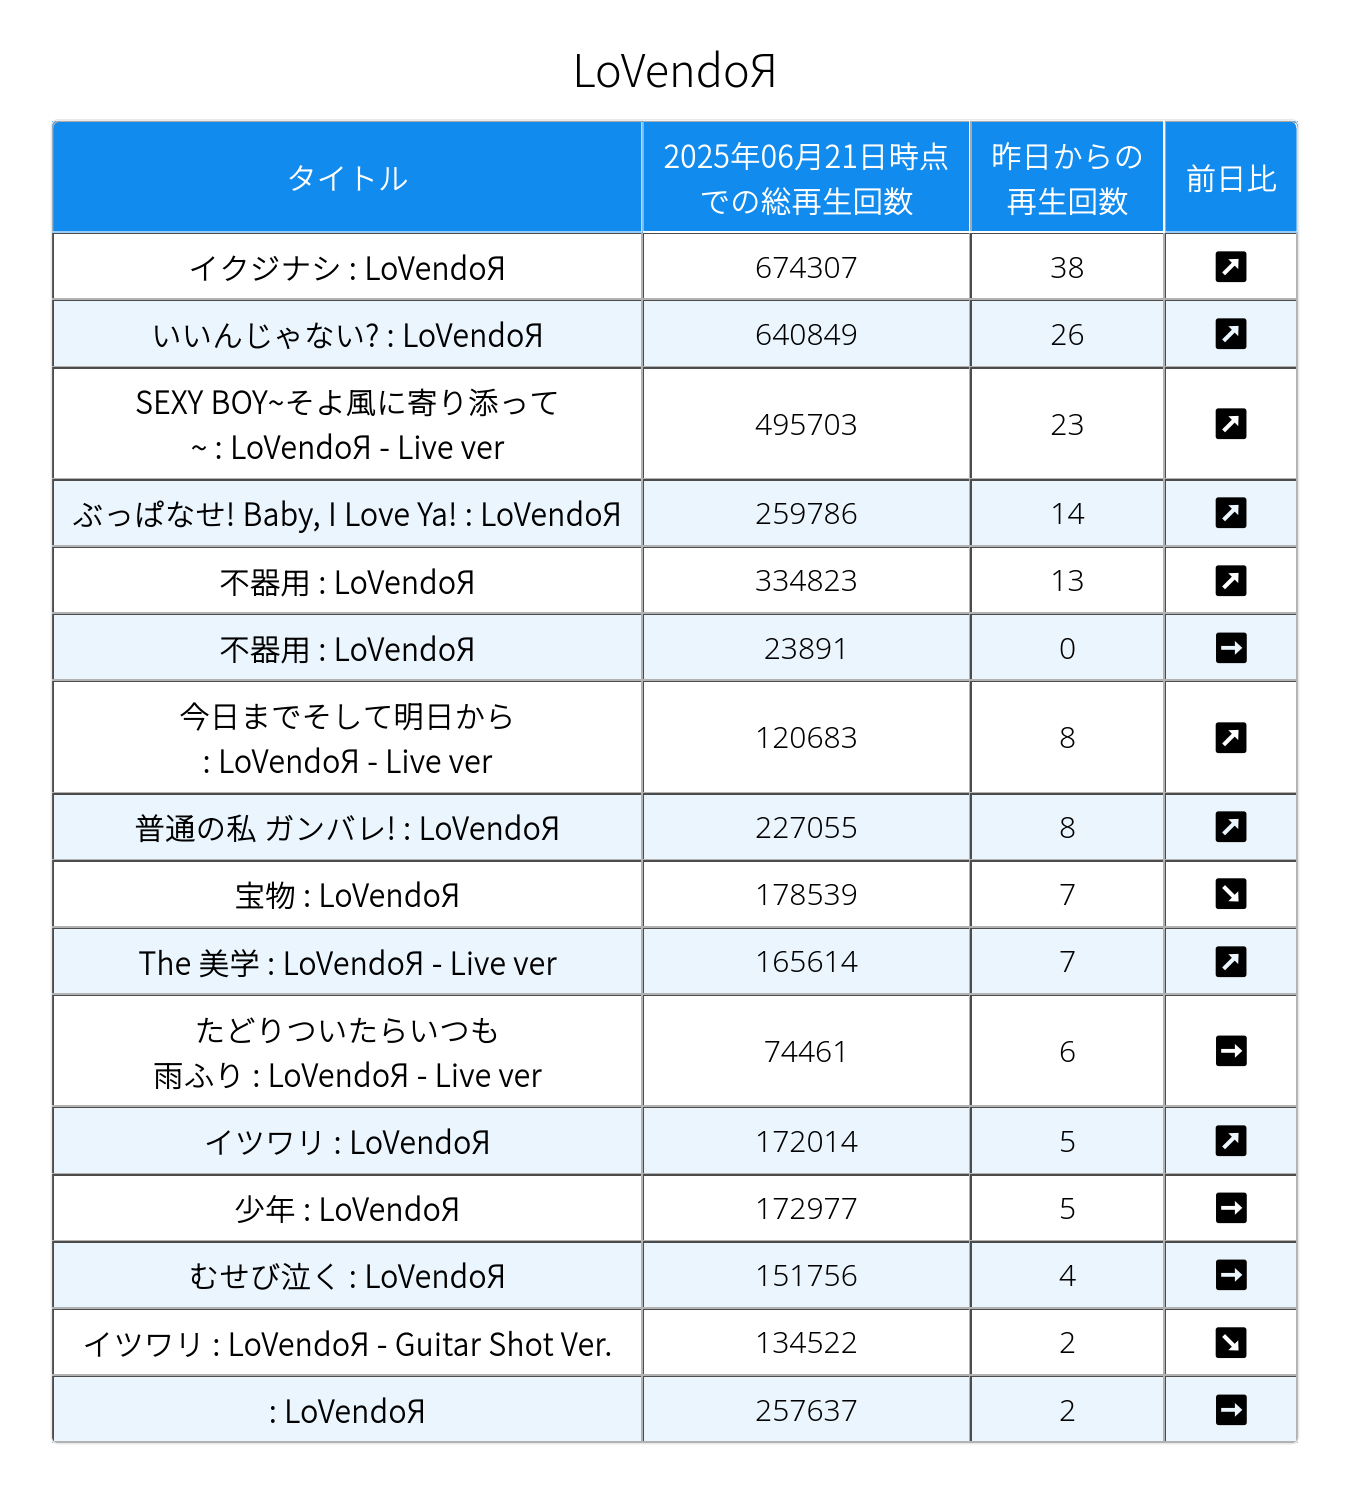 LoVendoЯ
タイトル
2025年06月21日時点
での総再生回数
昨日からの
再生回数
前日比
イクジナシ : LoVendoЯ 674307 38 ↗
いいんじゃない? : LoVendoЯ 640849 26 ↗
SEXY BOY~そよ風に寄り添って
~ : LoVendoЯ - Live ver 495703 23 ↗
ぶっぱなせ! Baby, I Love Ya! : LoVendoЯ 259786 14 ↗
不器用 : LoVendoЯ 334823 13 ↗
不器用 : LoVendoЯ 23891 0 →
今日までそして明日から
: LoVendoЯ - Live ver 120683 8 ↗
普通の私 ガンバレ! : LoVendoЯ 227055 8 ↗
宝物 : LoVendoЯ 178539 7 ↘
The 美学 : LoVendoЯ - Live ver 165614 7 ↗
たどりついたらいつも
雨ふり : LoVendoЯ - Live ver 74461 6 →
イツワリ : LoVendoЯ 172014 5 ↗
少年 : LoVendoЯ 172977 5 →
むせび泣く : LoVendoЯ 151756 4 →
イツワリ : LoVendoЯ - Guitar Shot Ver. 134522 2 ↘
: LoVendoЯ 257637 2 →